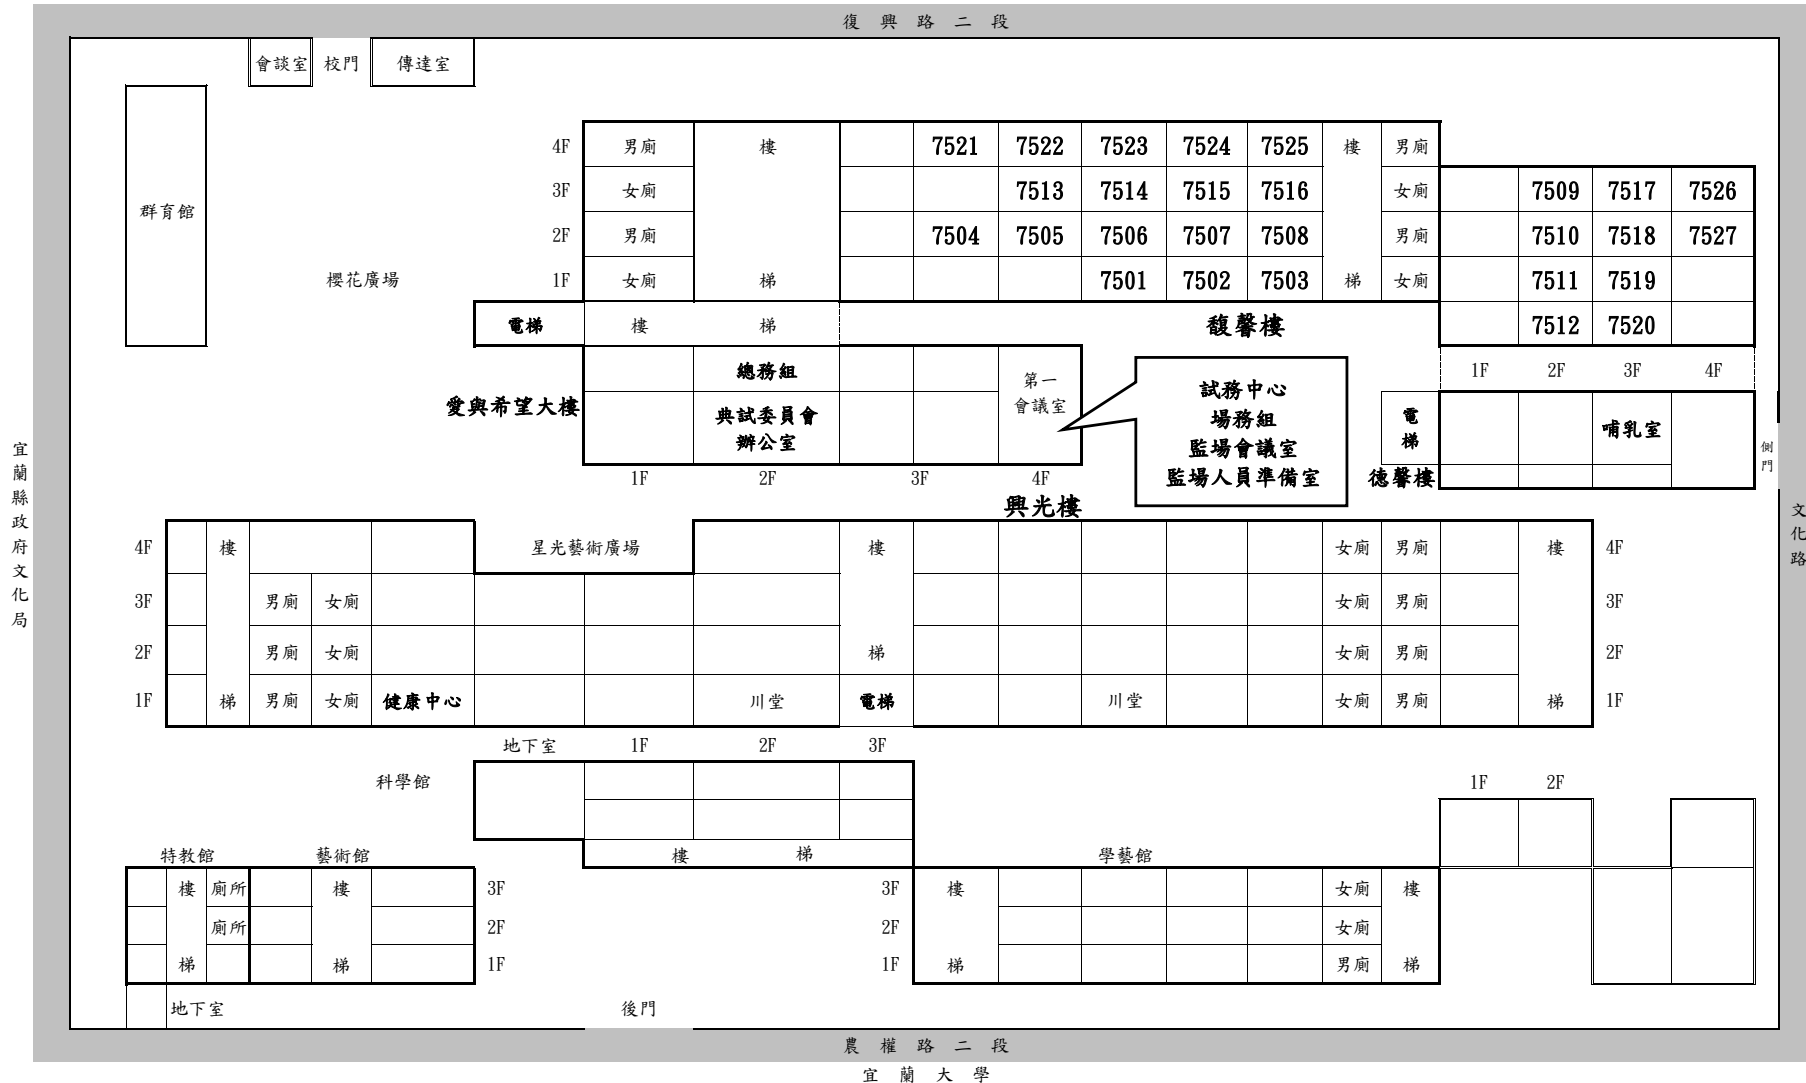 復興路二段
會談室 校門 傳達室
4F 男廁 樓 7521 7522 7523 7524 7525 樓 男廁
3F 女廁 7513 7514 7515 7516 女廁 7509 7517 7526
群育館
2F 男廁 7504 7505 7506 7507 7508 男廁 7510 7518 7527
櫻花廣場 1F 女廁 梯 7501 7502 7503 梯 女廁 7511 7519
電梯 樓 梯 馥馨樓 7512 7520
1F 2F 3F 4F
總務組
第一
會議室
愛與希望大樓
典試委員會
辦公室
試務中心
場務組
監場會議室
監場人員準備室
電
梯
哺乳室
側
門
德馨樓
1F 2F 3F 4F
宜
蘭
縣
政
府
文
化
局
文
化
路
興光樓
4F 樓 星光藝術廣場 樓 女廁 男廁 樓 4F
3F 男廁 女廁 女廁 男廁 3F
2F 男廁 女廁 梯 女廁 男廁 2F
1F 梯 男廁 女廁 健康中心 川堂 電梯 川堂 女廁 男廁 梯 1F
地下室 1F 2F 3F
科學館
1F 2F
樓 梯
特教館 藝術館 學藝館
樓 廁所 樓 3F 3F 樓 女廁 樓
廁所 2F 2F 女廁
梯 梯 1F 1F 梯 男廁 梯
地下室 後門
農權路二段
宜蘭大學